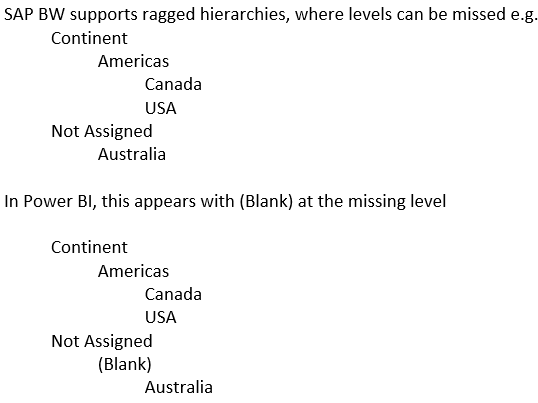 SAP BW supports ragged hierarchies, where levels can be missed e.g.
Continent
Americas
Canada
USA
Not Assigned
Australia
In Power BI, this appears with (Blank) at the missing level
Continent
Americas
Canada
USA
Not Assigned
(Blank)
Australia